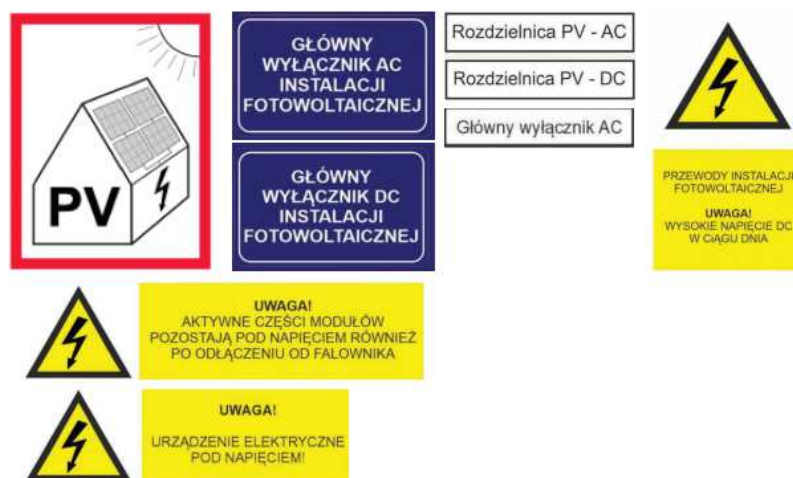 PV
GŁÓWNY
WYŁĄCZNIK AC
INSTALACJI
FOTOWOLTAICZNEJ
GŁÓWNY
WYŁĄCZNIK DC
INSTALACJI
FOTOWOLTAICZNEJ
Rozdzielnica PV - AC
Rozdzielnica PV - DC
Główny wyłącznik AC
PRZEWODY INSTALACJI
FOTOWOLTAICZNEJ
UWAGA!
WYSOKIE NAPIĘCIE DC
W CIĄGU DNIA
UWAGA!
AKTYWNE CZĘŚCI MODUŁÓW
POZOSTAJĄ POD NAPIĘCIEM RÓWNIEŻ
PO ODŁĄCZENIU OD FALOWNIKA
UWAGA!
URZĄDZENIE ELEKTRYCZNE
POD NAPIĘCIEM!